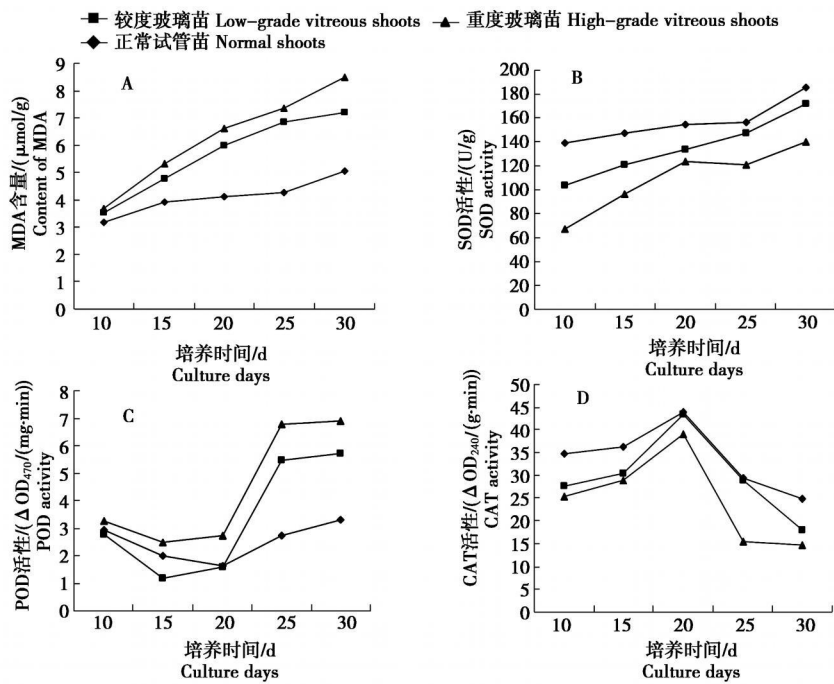 ■ 较度玻璃苗 Low-grade vitreous shoots
▲ 重度玻璃苗 High-grade vitreous shoots
◆ 正常试管苗 Normal shoots
A
MDA含量/(μmol/g)
Content of MDA
9
8
7
6
5
4
3
2
1
0
10 15 20 25 30
培养时间/d
Culture days
B
SOD活性/(U/g)
SOD activity
200
180
160
140
120
100
80
60
40
20
0
10 15 20 25 30
培养时间/d
Culture days
C
POD活性/(ΔOD₄₇₀/(mg·min))
POD activity
8
7
6
5
4
3
2
1
0
10 15 20 25 30
培养时间/d
Culture days
D
CAT活性/(ΔOD₂₄₀/(g·min))
CAT activity
50
45
40
35
30
25
20
15
10
5
0
10 15 20 25 30
培养时间/d
Culture days